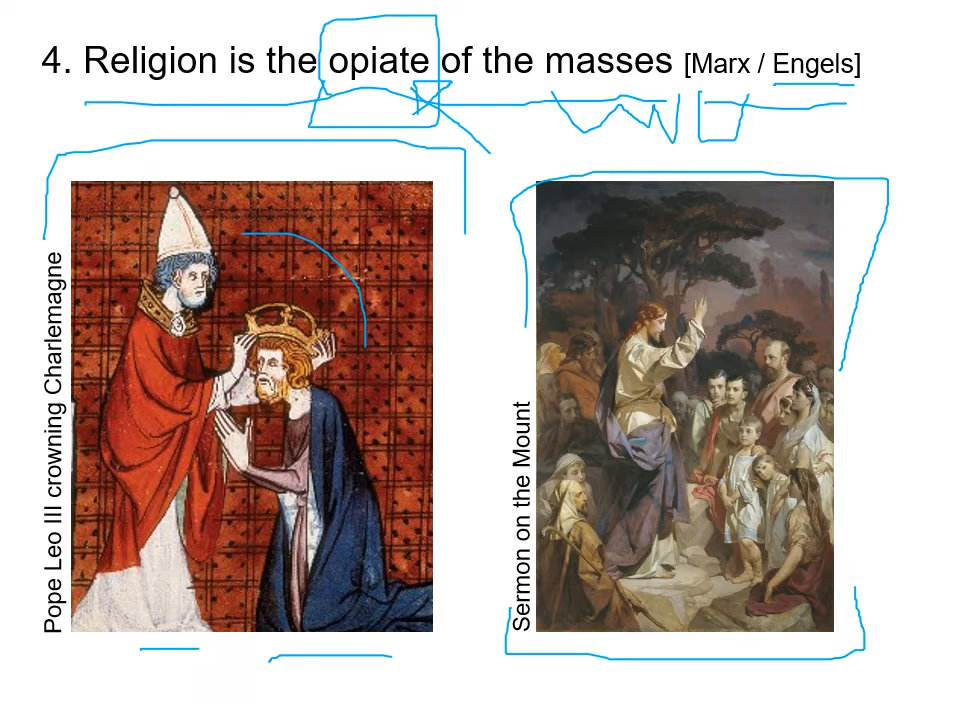 4. Religion is the opiate of the masses [Marx / Engels]
Pope Leo III crowning Charlemagne
Sermon on the Mount